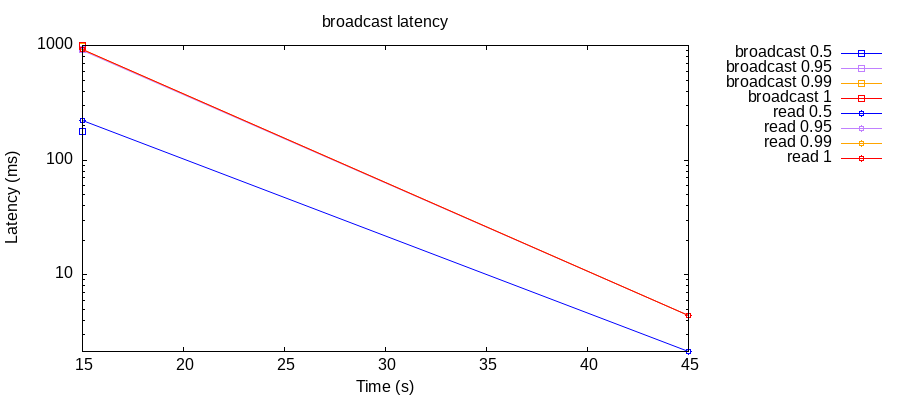 broadcast latency
1000
100
10
Latency (ms)
15
20
25
30
35
40
45
Time (s)
broadcast 0.5
broadcast 0.95
broadcast 0.99
broadcast 1
read 0.5
read 0.95
read 0.99
read 1